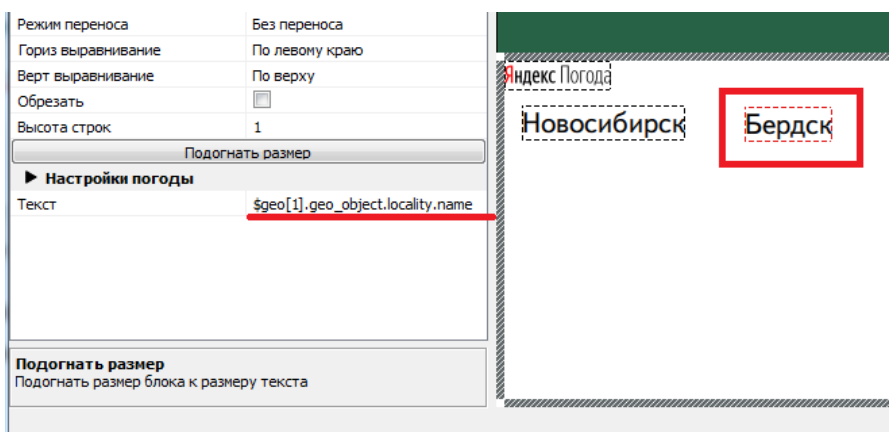 Режим переноса Без переноса
Гориз выравнивание По левому краю
Верт выравнивание По верху
Обрезать
Высота строк 1
Подогнать размер
Настройки погоды
Текст $geo[1].geo_object.locality.name
Подогнать размер
Подогнать размер блока к размеру текста
Яндекс Погода
Новосибирск Бердск